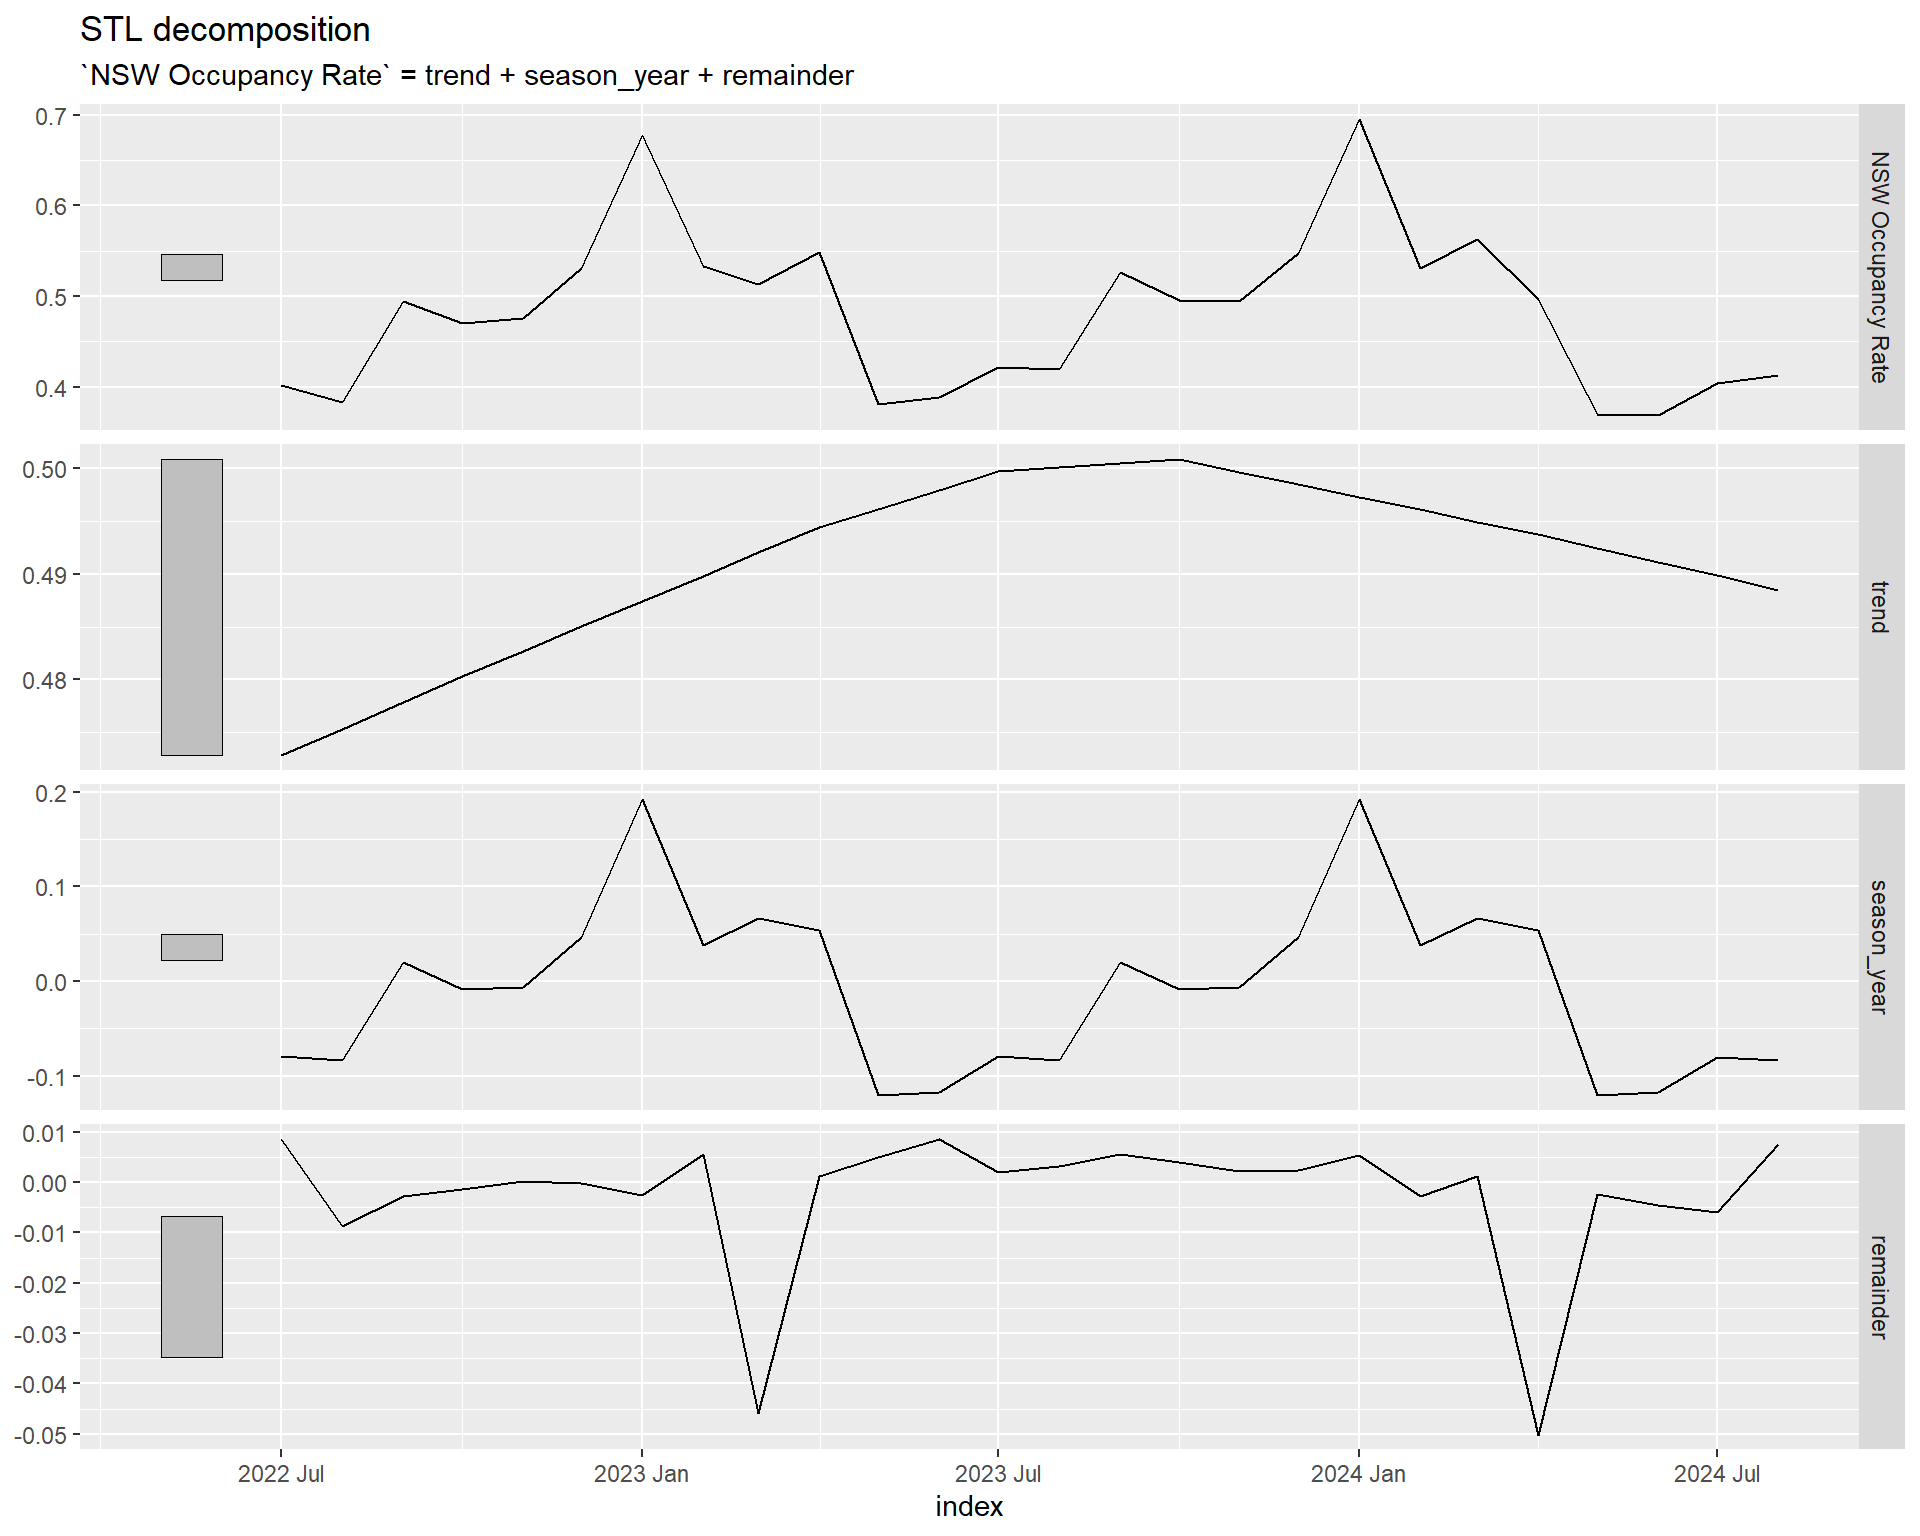 STL decomposition
`NSW Occupancy Rate` = trend + season_year + remainder
0.7
0.6
0.5
0.4
NSW Occupancy Rate
0.50
0.49
0.48
trend
0.2
0.1
0.0
-0.1
season_year
0.01
0.00
-0.01
-0.02
-0.03
-0.04
-0.05
remainder
2022 Jul
2023 Jan
2023 Jul
2024 Jan
2024 Jul
index